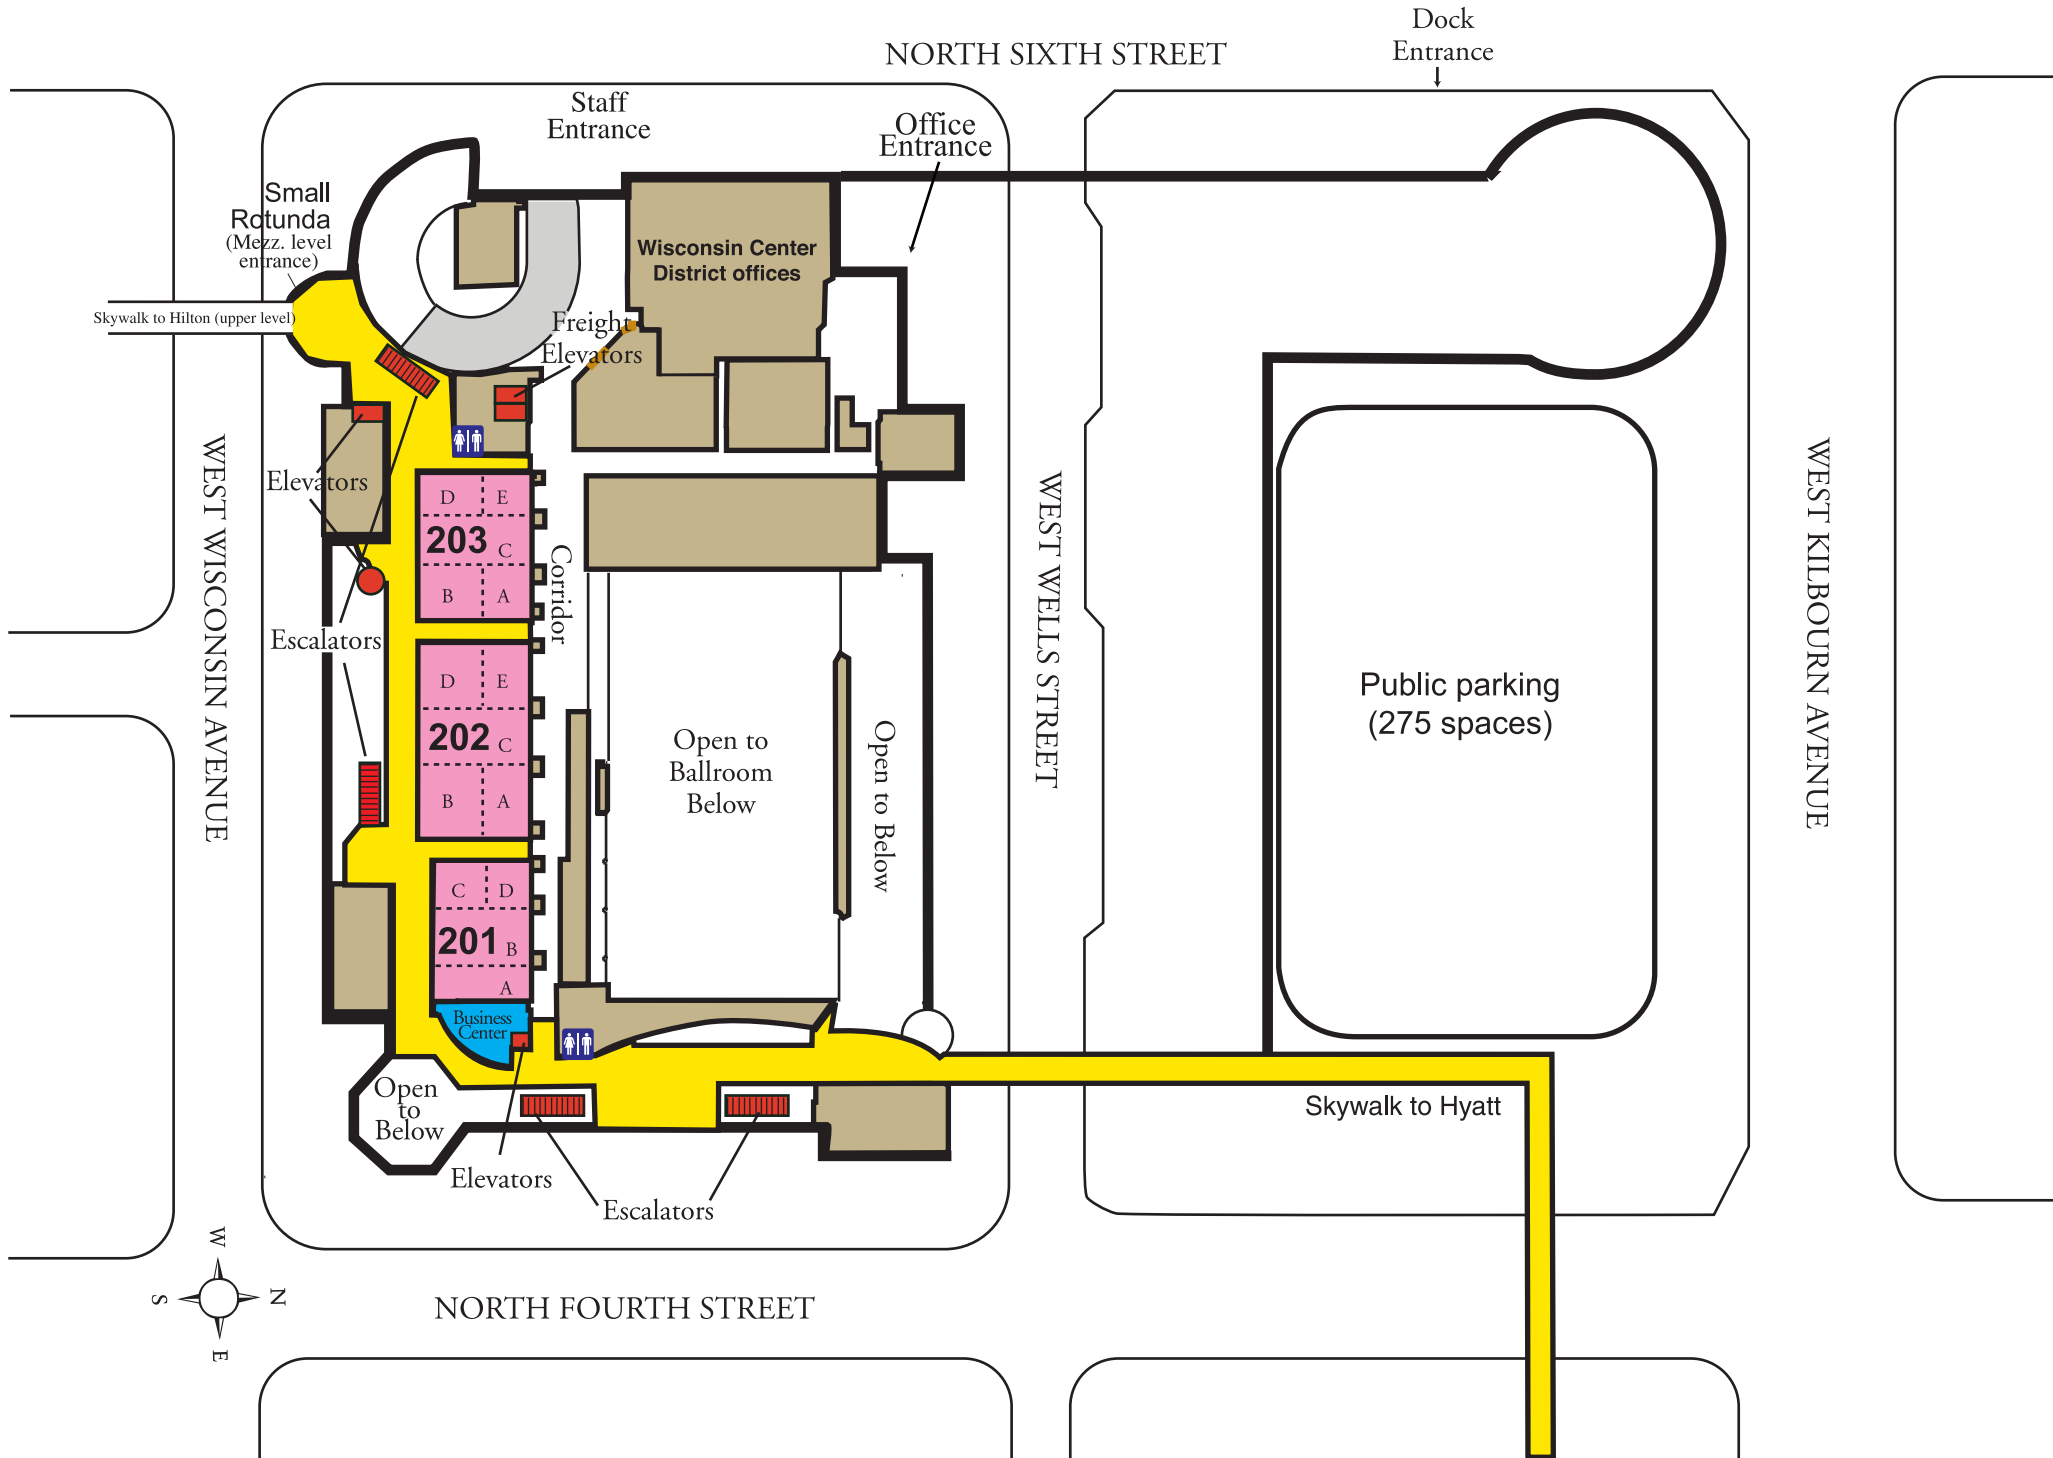 Dock
Entrance
NORTH SIXTH STREET
Staff
Entrance
Office
Entrance
Small
Rotunda
(Mezz. level
entrance)
Wisconsin Center
District offices
Skywalk to Hilton (upper level)
Freight
Elevators
Elevators
D
E
203
C
B
A
Corridor
Escalators
D
E
202
C
B
A
C
D
201
B
A
Business
Center
Open to
Ballroom
Below
Open to Below
WEST WISCONSIN AVENUE
WEST WELLS STREET
WEST KILBOURN AVENUE
Public parking
(275 spaces)
Open
to
Below
Skywalk to Hyatt
Elevators
Escalators
W
S
N
E
NORTH FOURTH STREET